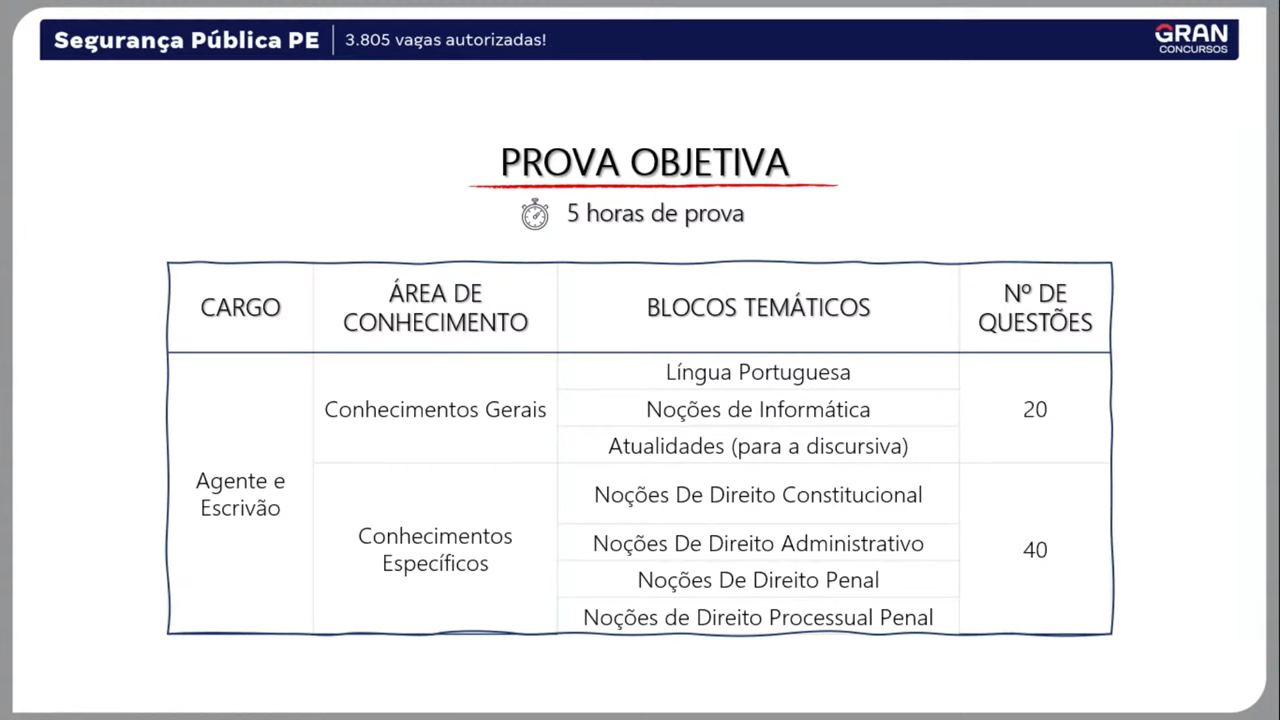 Segurança Pública PE
3.805 vagas autorizadas!
GRAN
CONCURSOS
PROVA OBJETIVA
5 horas de prova
CARGO
ÁREA DE
CONHECIMENTO
BLOCOS TEMÁTICOS
Nº DE
QUESTÕES
Agente e
Escrivão
Conhecimentos Gerais
Língua Portuguesa
Noções de Informática
Atualidades (para a discursiva)
20
Conhecimentos
Específicos
Noções De Direito Constitucional
Noções De Direito Administrativo
Noções De Direito Penal
Noções de Direito Processual Penal
40